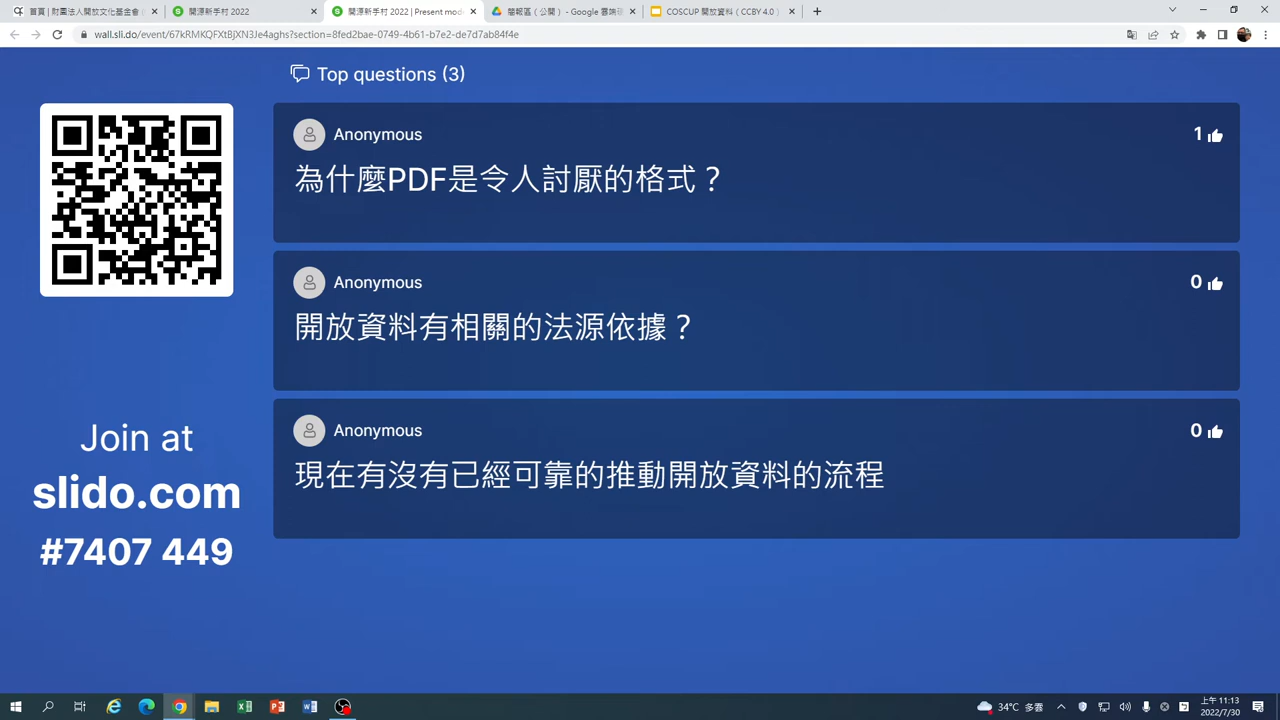 首頁 | 財團法人開放文化基金會 (
開源新手村 2022
開源新手村 2022 | Present mod
簡報區（公開） - Google 雲端硬
COSCUP 開放資料（CCBY 4.0）
wall.sli.do/event/67kRMKQFXtBjXN3Je4aghs?section=8fed2bae-0749-4b61-b7e2-de7d7ab84f4e
Top questions (3)
Anonymous
1
為什麼PDF是令人討厭的格式？
Anonymous
0
開放資料有相關的法源依據？
Anonymous
0
現在有沒有已經可靠的推動開放資料的流程
Join at
slido.com
#7407 449
34°C 多雲
上午 11:13
2022/7/30